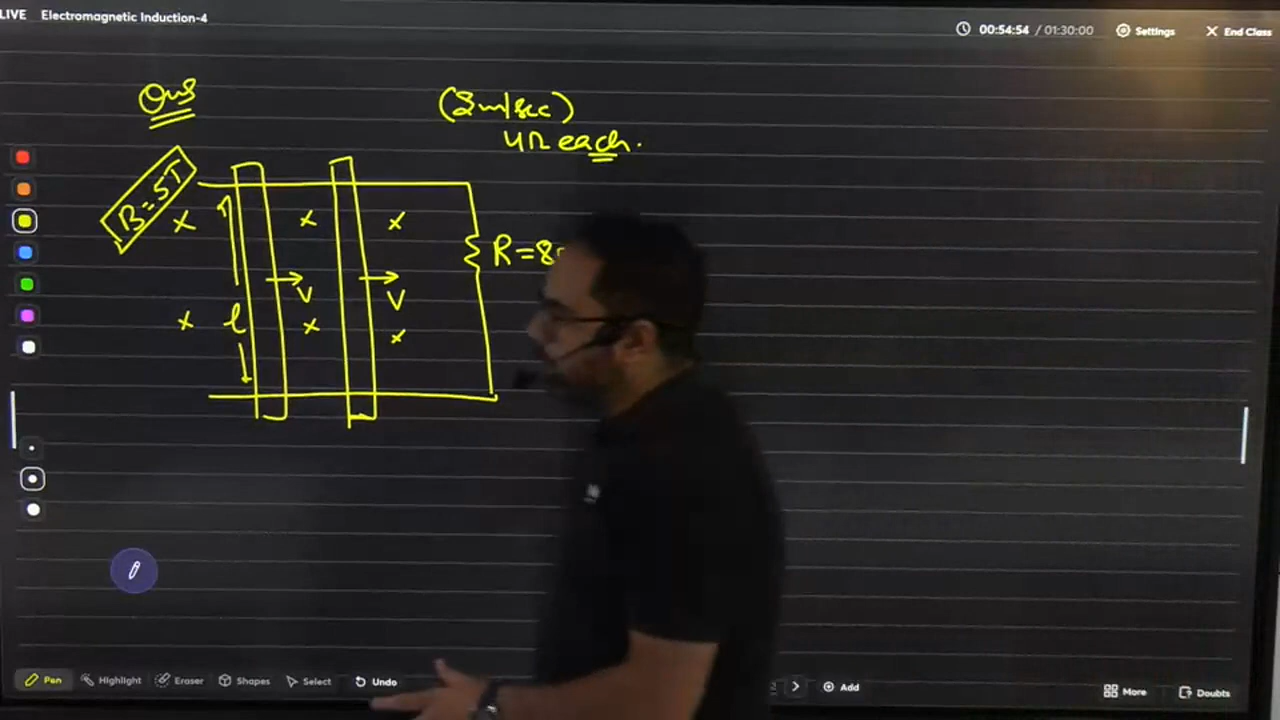 LIVE Electromagnetic Induction-4
00:54:54 / 01:30:00
Settings
End Class
Ques
(2m/sec)
4Ω each.
B=5T
x x x
R=8
V V
x l x x
Pen Highlight Eraser Shapes Select Undo
Add
More
Doubts